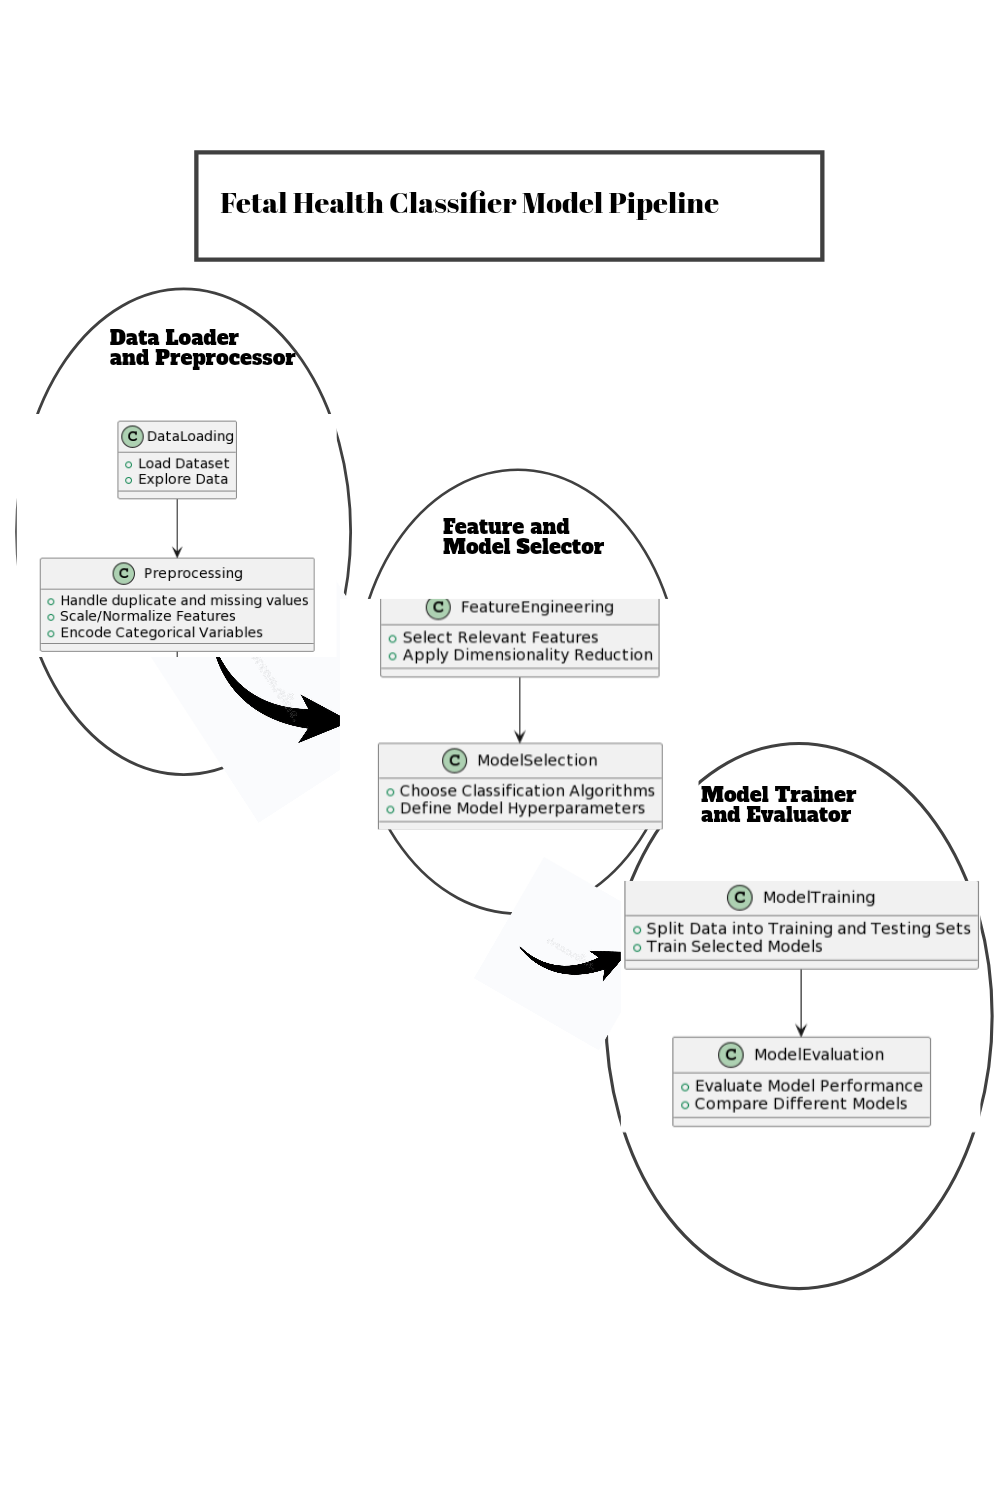 Fetal Health Classifier Model Pipeline
Data Loader
and Preprocessor
C DataLoading
Load Dataset
Explore Data
C Preprocessing
Handle duplicate and missing values
Scale/Normalize Features
Encode Categorical Variables
Feature and
Model Selector
C FeatureEngineering
Select Relevant Features
Apply Dimensionality Reduction
C ModelSelection
Choose Classification Algorithms
Define Model Hyperparameters
Model Trainer
and Evaluator
C ModelTraining
Split Data into Training and Testing Sets
Train Selected Models
C ModelEvaluation
Evaluate Model Performance
Compare Different Models